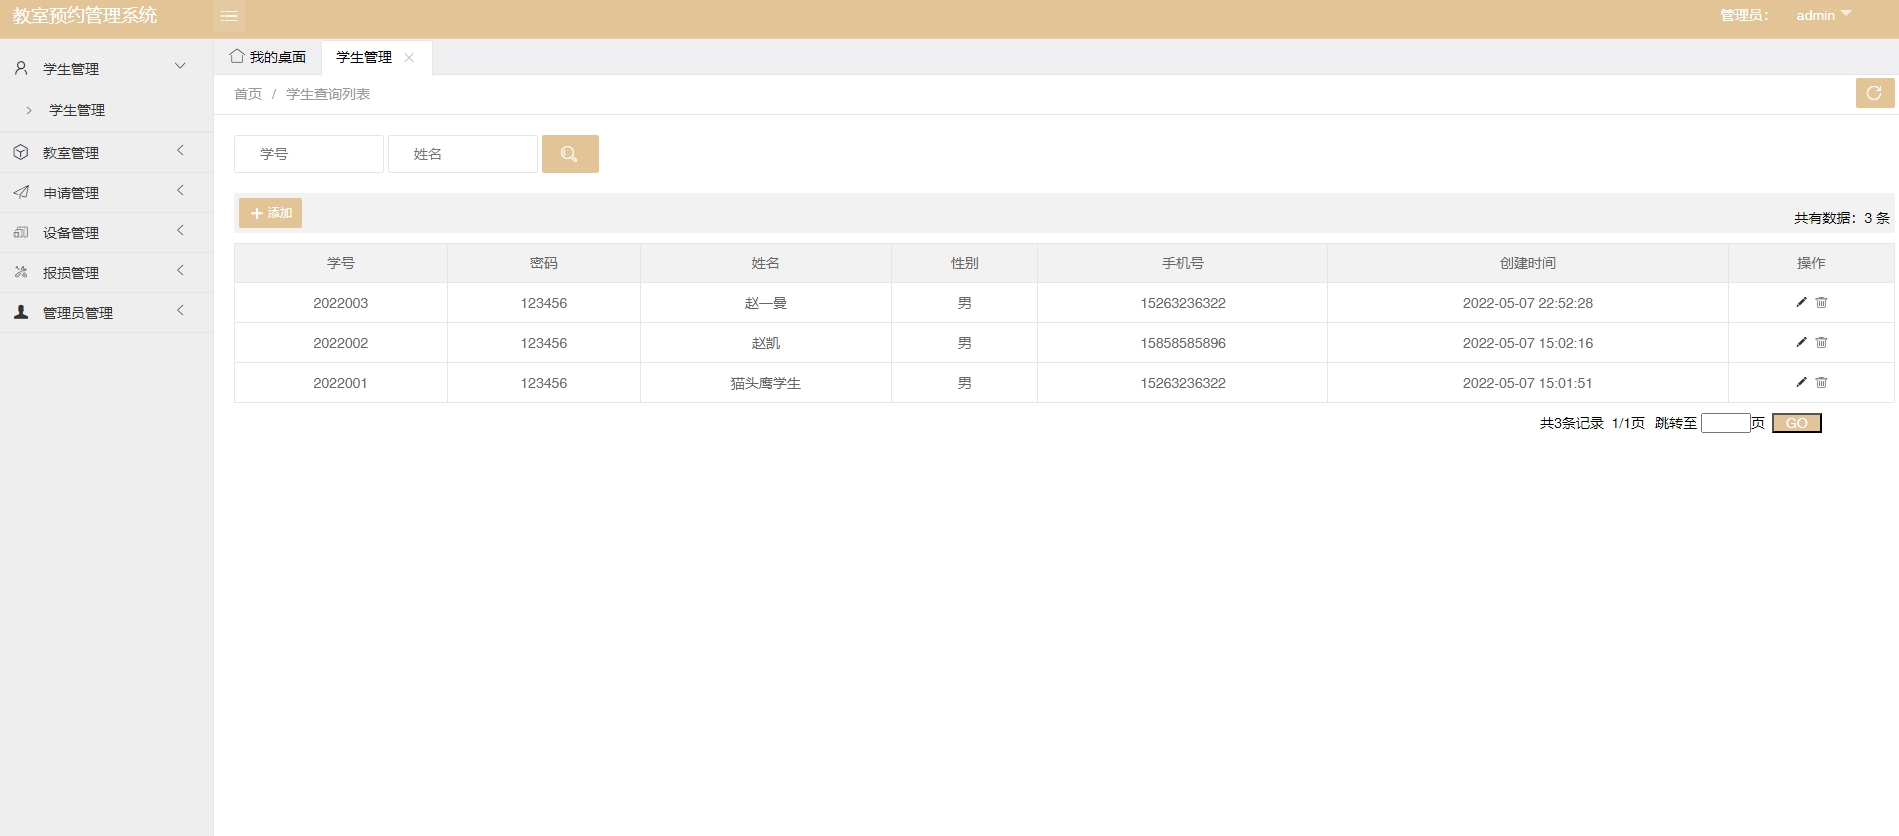 教室预约管理系统
管理员： admin
学生管理
学生管理
教室管理
申请管理
设备管理
报损管理
管理员管理
我的桌面 学生管理
首页 / 学生查询列表
学号 姓名
添加
共有数据：3 条
学号 密码 姓名 性别 手机号 创建时间 操作
2022003 123456 赵一曼 男 15263236322 2022-05-07 22:52:28
2022002 123456 赵凯 男 15858585896 2022-05-07 15:02:16
2022001 123456 猫头鹰学生 男 15263236322 2022-05-07 15:01:51
共3条记录 1/1页 跳转至 页 GO